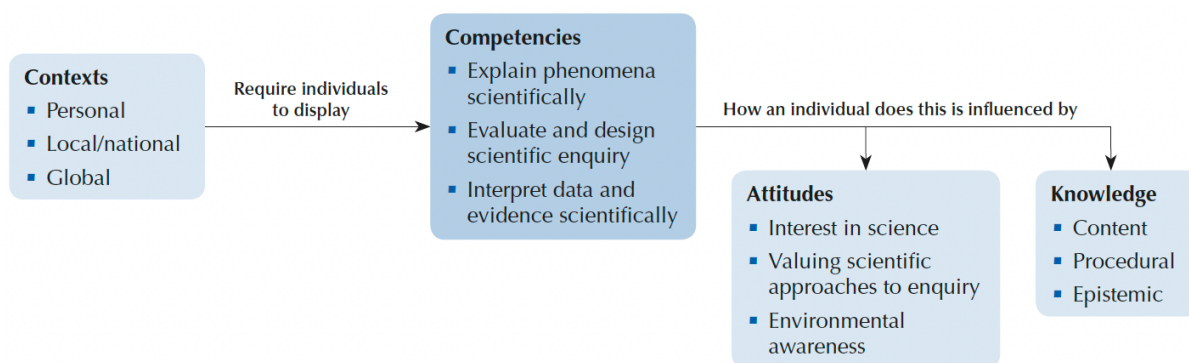 Contexts
▪ Personal
▪ Local/national
▪ Global
Require individuals
to display
Competencies
▪ Explain phenomena
scientifically
▪ Evaluate and design
scientific enquiry
▪ Interpret data and
evidence scientifically
How an individual does this is influenced by
Attitudes
▪ Interest in science
▪ Valuing scientific
approaches to enquiry
▪ Environmental
awareness
Knowledge
▪ Content
▪ Procedural
▪ Epistemic